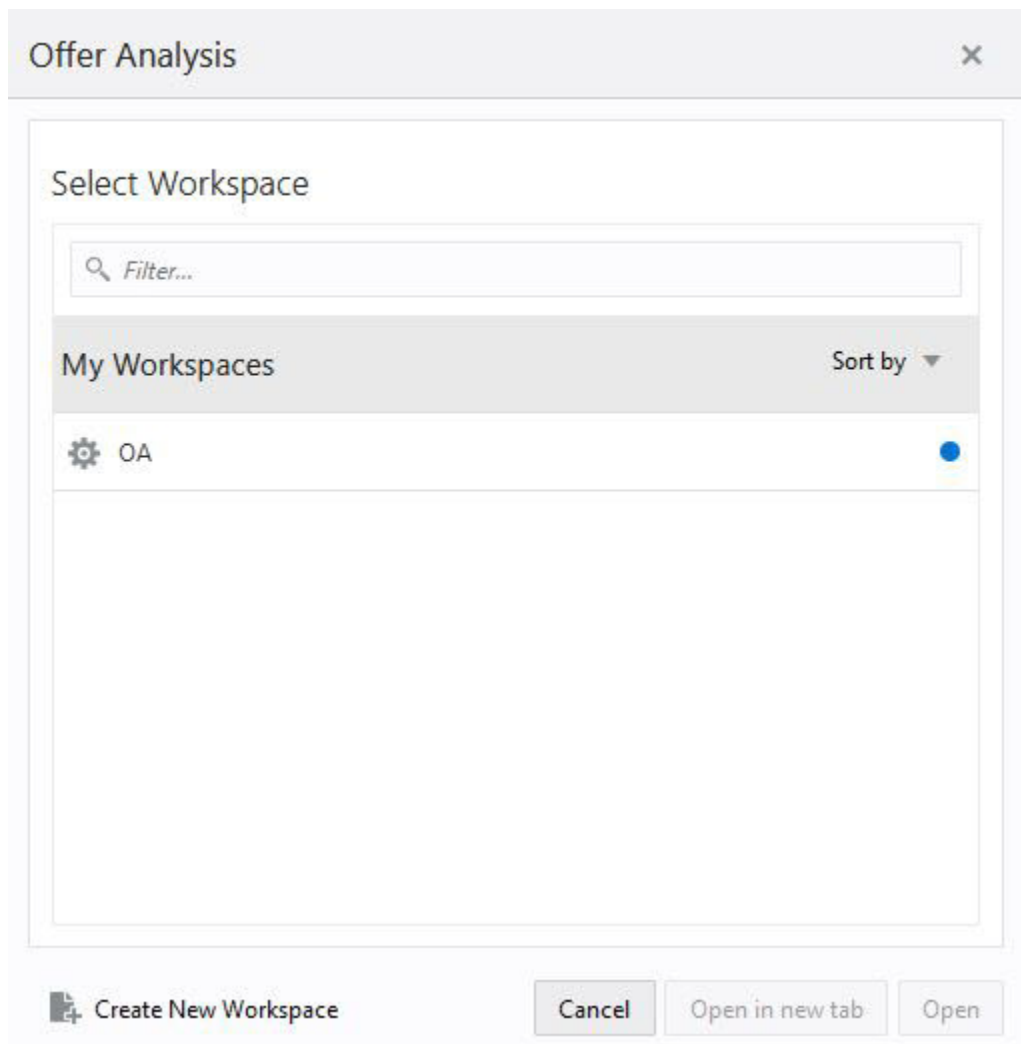 Offer Analysis
Select Workspace
Filter...
My Workspaces Sort by
OA
Create New Workspace Cancel Open in new tab Open